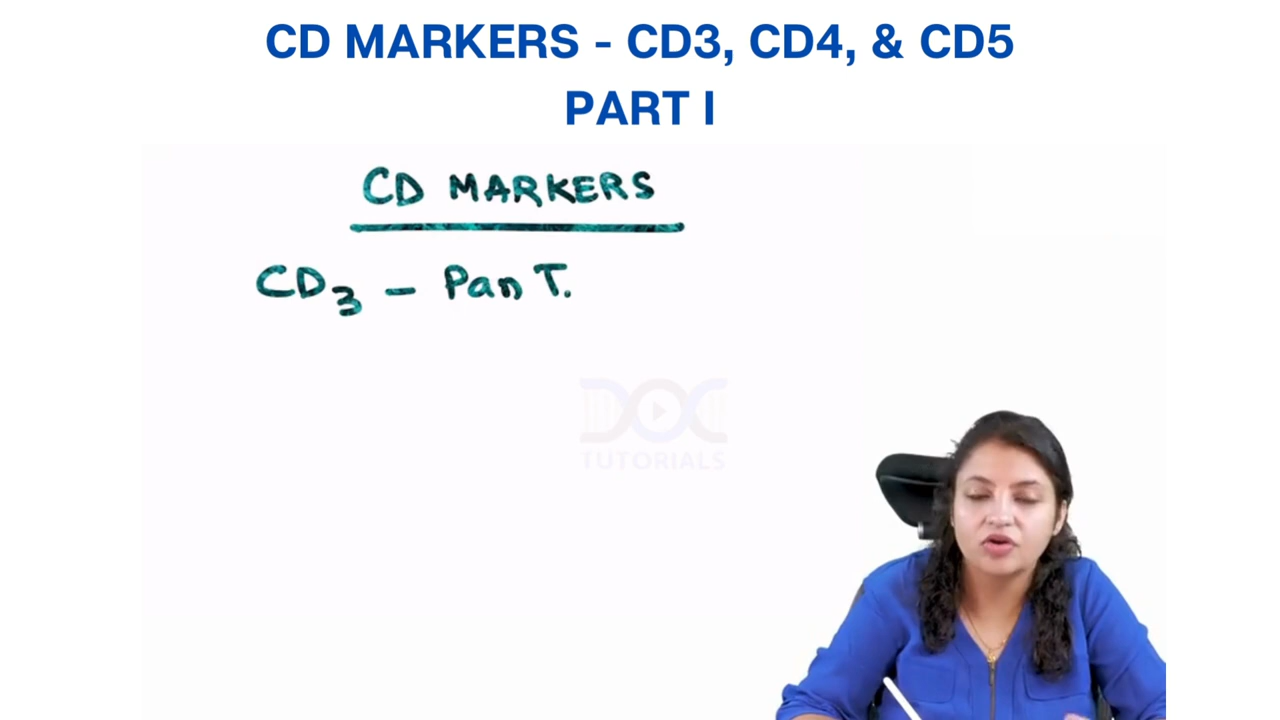 CD MARKERS - CD3, CD4, & CD5
PART I
CD MARKERS
CD3 - Pan T.
DOC
TUTORIALS